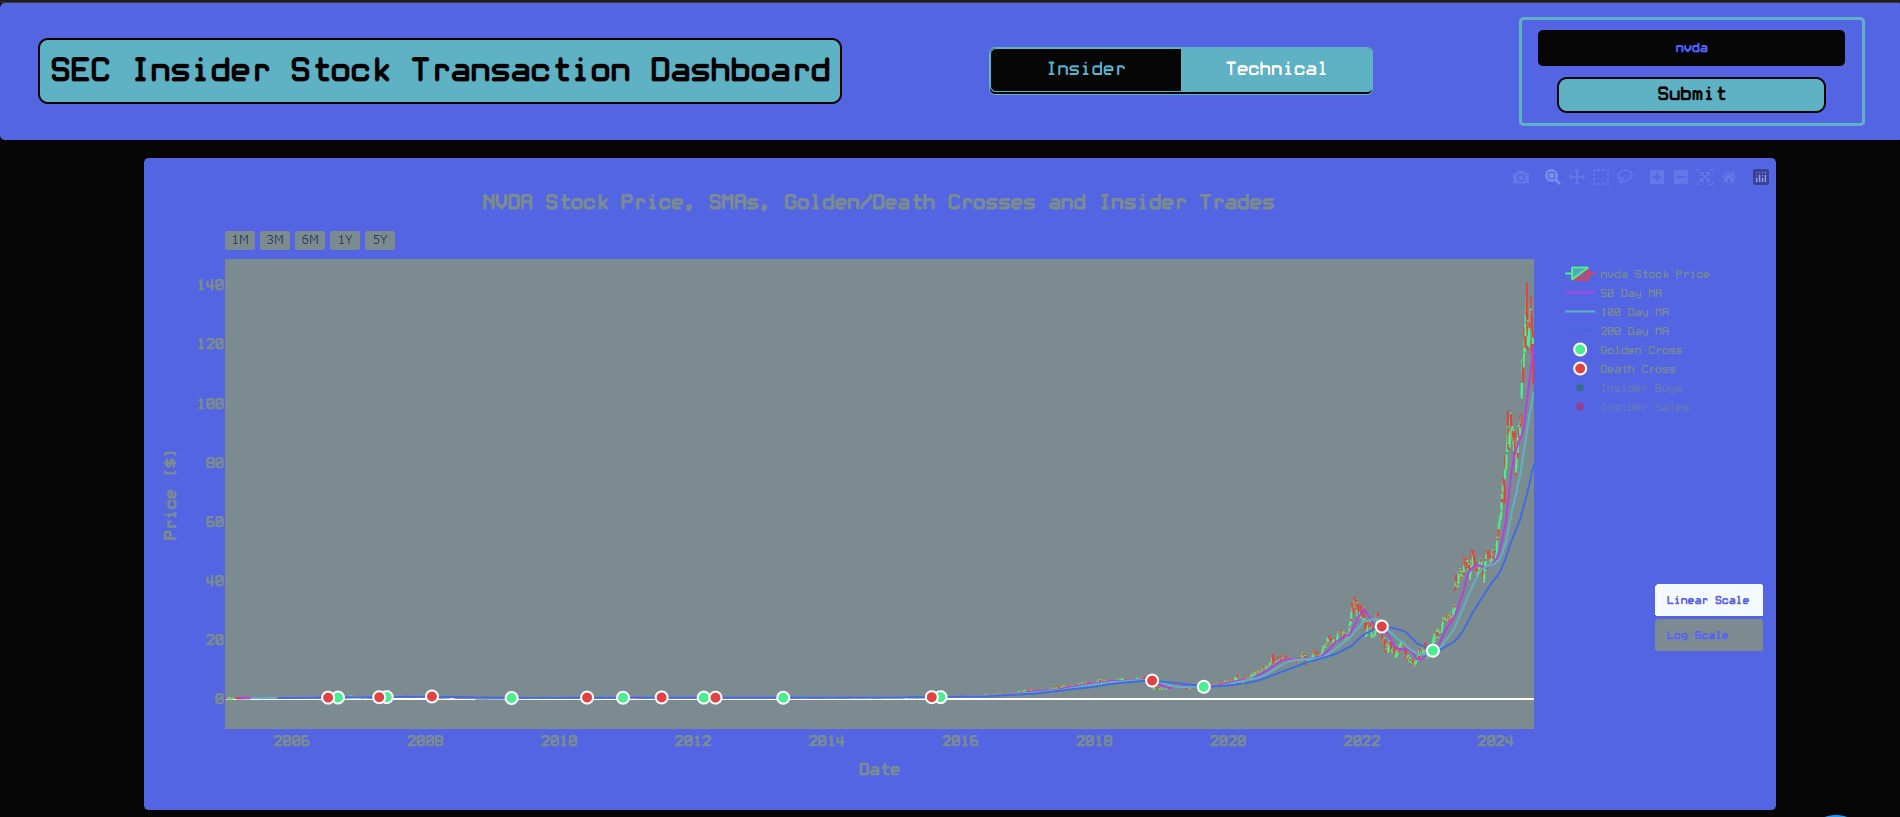 SEC Insider Stock Transaction Dashboard
Insider
Technical
nvda
Submit
NVDA Stock Price, SMAs, Golden/Death Crosses and Insider Trades
1M
3M
6M
1Y
5Y
140
120
100
80
60
40
20
0
Price ($)
2006
2008
2010
2012
2014
2016
2018
2020
2022
2024
Date
nvda Stock Price
50 Day MA
100 Day MA
200 Day MA
Golden Cross
Death Cross
Insider Buys
Insider Sales
Linear Scale
Log Scale